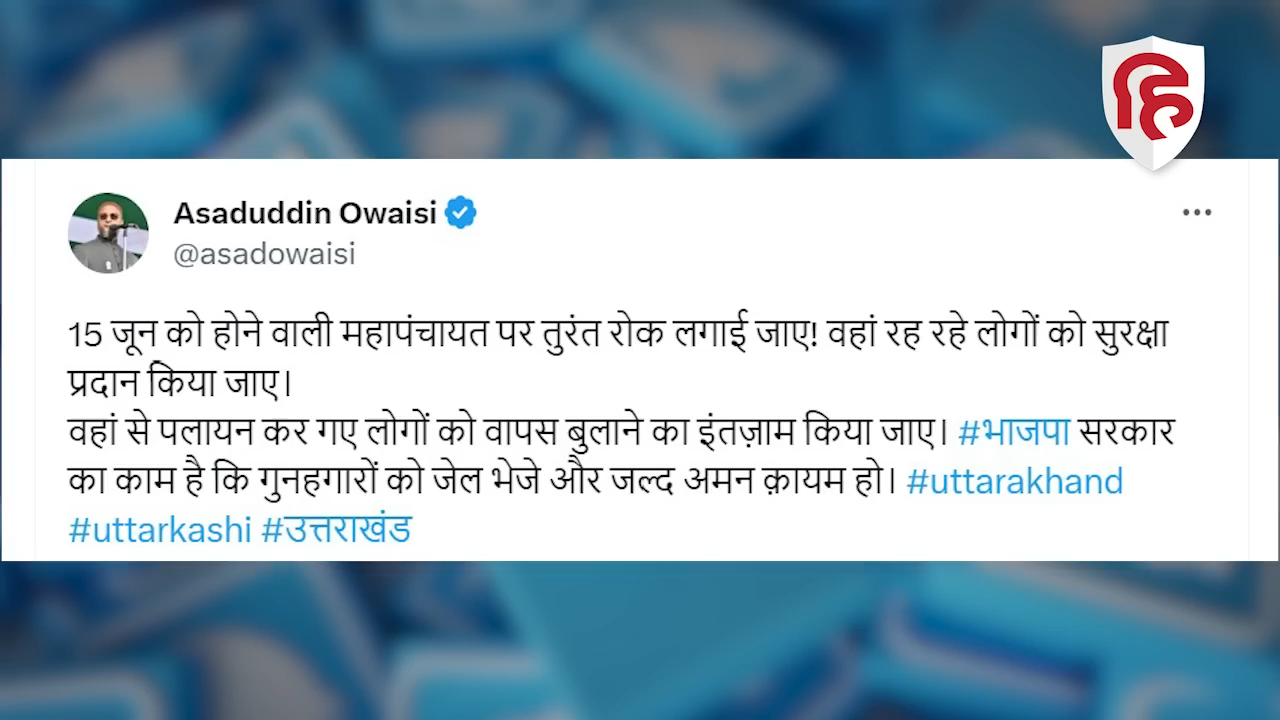 हि
Asaduddin Owaisi
@asadowaisi
15 जून को होने वाली महापंचायत पर तुरंत रोक लगाई जाए! वहां रह रहे लोगों को सुरक्षा
प्रदान किया जाए।
वहां से पलायन कर गए लोगों को वापस बुलाने का इंतज़ाम किया जाए। #भाजपा सरकार
का काम है कि गुनहगारों को जेल भेजे और जल्द अमन क़ायम हो। #uttarakhand
#uttarkashi #उत्तराखंड